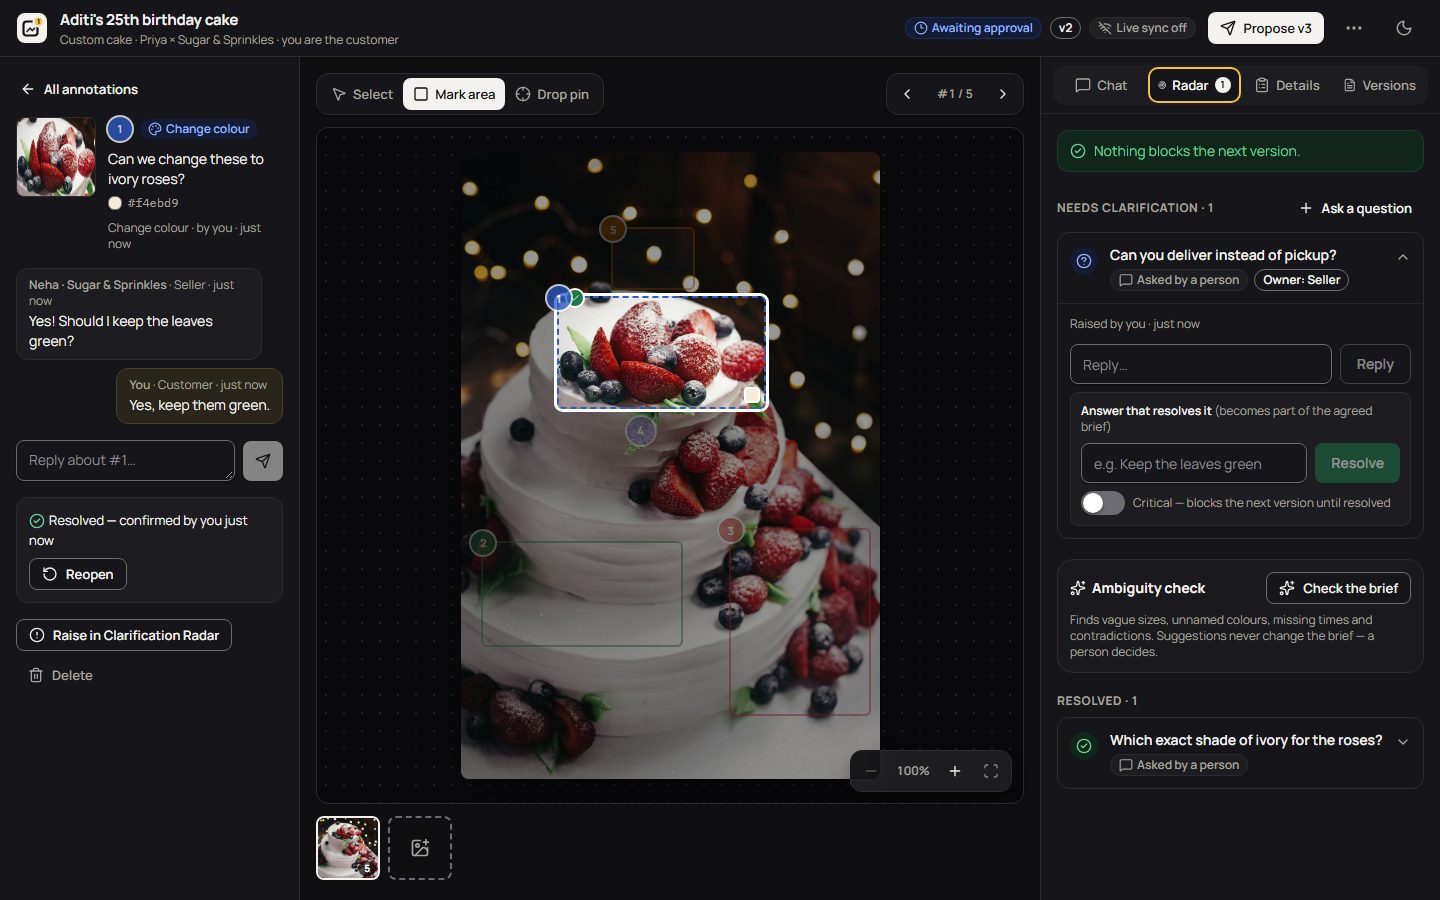 Aditi's 25th birthday cake
Custom cake · Priya × Sugar & Sprinkles · you are the customer
Awaiting approval
v2
Live sync off
Propose v3
All annotations
1
Change colour
Can we change these to
ivory roses?
#f4ebd9
Change colour · by you · just
now
Neha · Sugar & Sprinkles · Seller · just
now
Yes! Should I keep the leaves
green?
You · Customer · just now
Yes, keep them green.
Reply about #1…
Resolved — confirmed by you just
now
Reopen
Raise in Clarification Radar
Delete
Select
Mark area
Drop pin
#1 / 5
5
1
4
3
2
100%
5
Chat
Radar 1
Details
Versions
Nothing blocks the next version.
NEEDS CLARIFICATION · 1
Ask a question
Can you deliver instead of pickup?
Asked by a person
Owner: Seller
Raised by you · just now
Reply…
Reply
Answer that resolves it (becomes part of the agreed
brief)
e.g. Keep the leaves green
Resolve
Critical — blocks the next version until resolved
Ambiguity check
Check the brief
Finds vague sizes, unnamed colours, missing times and
contradictions. Suggestions never change the brief — a
person decides.
RESOLVED · 1
Which exact shade of ivory for the roses?
Asked by a person